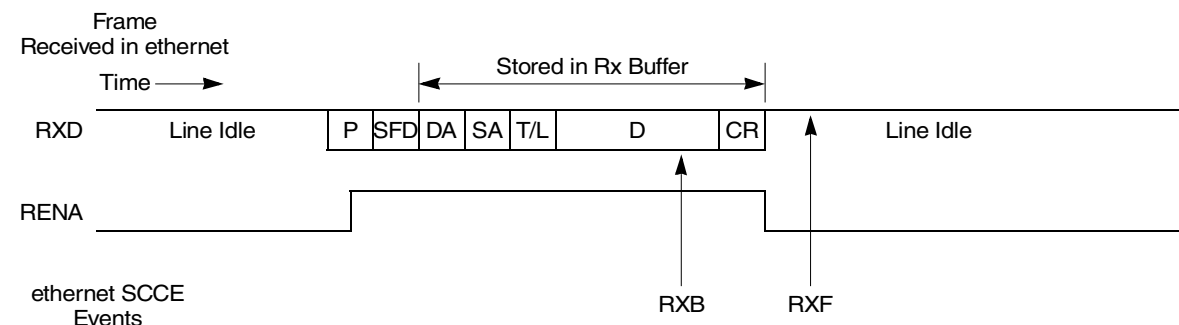 Frame
Received in ethernet
Time
Stored in Rx Buffer
RXD Line Idle P SFD DA SA T/L D CR Line Idle
RENA
ethernet SCCE
Events
RXB RXF